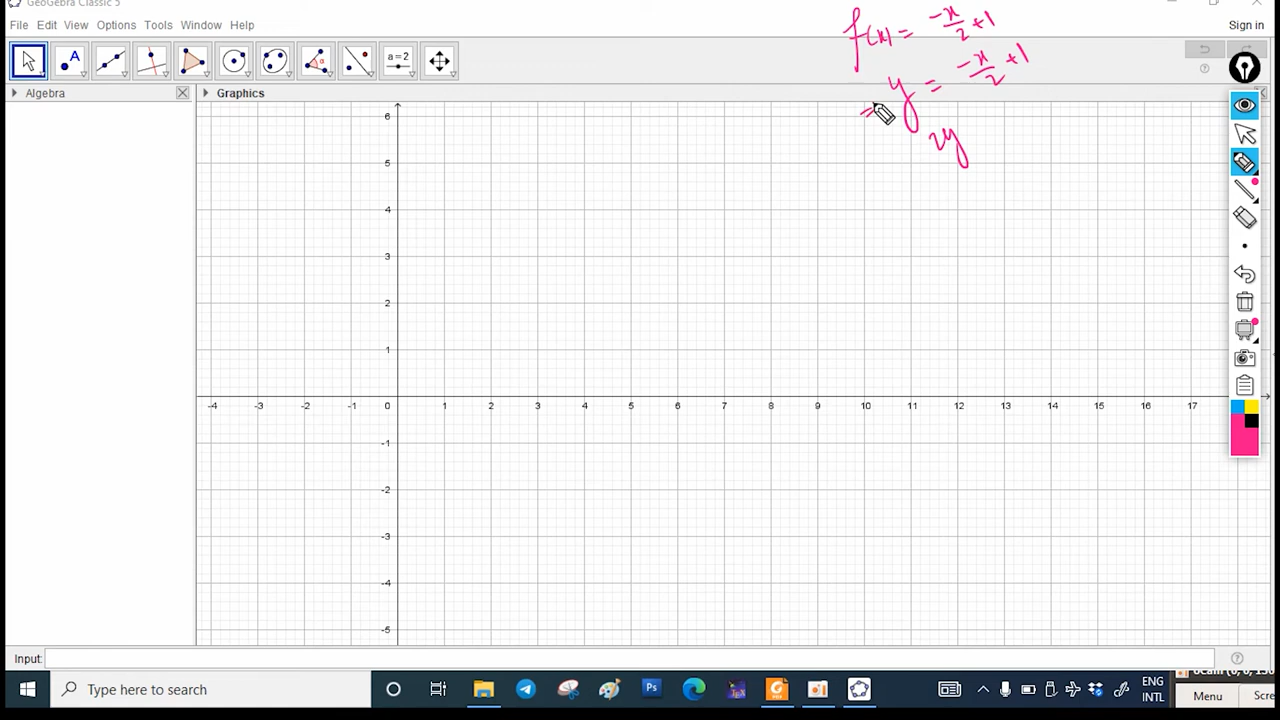 GeoGebra Classic 5
File Edit View Options Tools Window Help
Sign in
A
α
a=2
f(x) = -x/2 + 1
y = -x/2 + 1
⇒
2y
Algebra
Graphics
6
5
4
3
2
1
-4 -3 -2 -1 0 1 2 3 4 5 6 7 8 9 10 11 12 13 14 15 16 17
-1
-2
-3
-4
-5
Input:
Type here to search
Ps
ENG
INTL
Menu
Scre